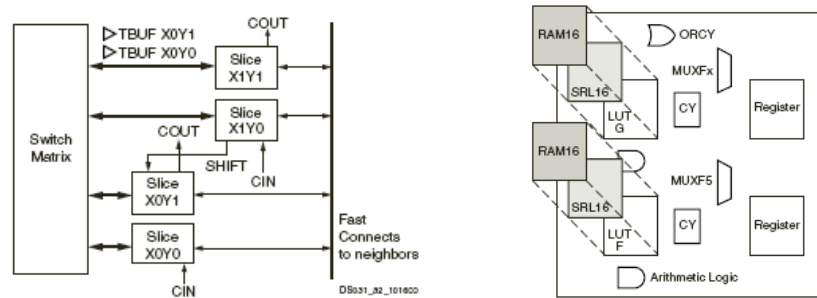 COUT
TBUF X0Y1
TBUF X0Y0
Slice
X1Y1
Slice
X1Y0
Switch
Matrix
COUT
SHIFT
CIN
Slice
X0Y1
Slice
X0Y0
CIN
Fast
Connects
to neighbors
RAM16
ORCY
SRL16
MUXFx
LUT
G
CY
Register
RAM16
SRL16
MUXF5
LUT
F
CY
Register
Arithmetic Logic